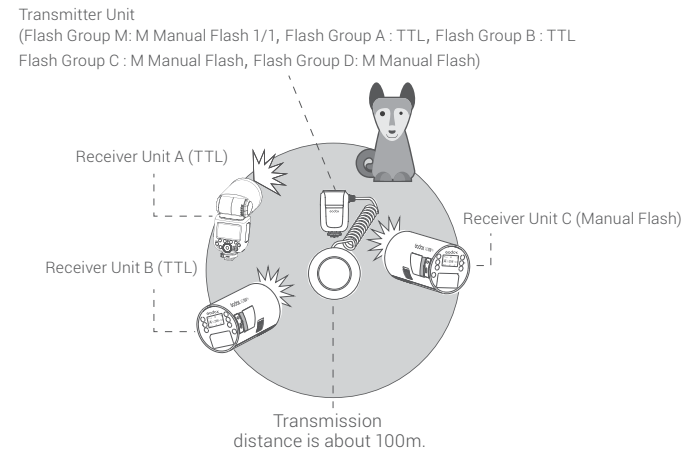 Transmitter Unit
(Flash Group M: M Manual Flash 1/1, Flash Group A : TTL, Flash Group B : TTL
Flash Group C : M Manual Flash, Flash Group D: M Manual Flash)
Receiver Unit A (TTL)
Receiver Unit C (Manual Flash)
Receiver Unit B (TTL)
Transmission
distance is about 100m.